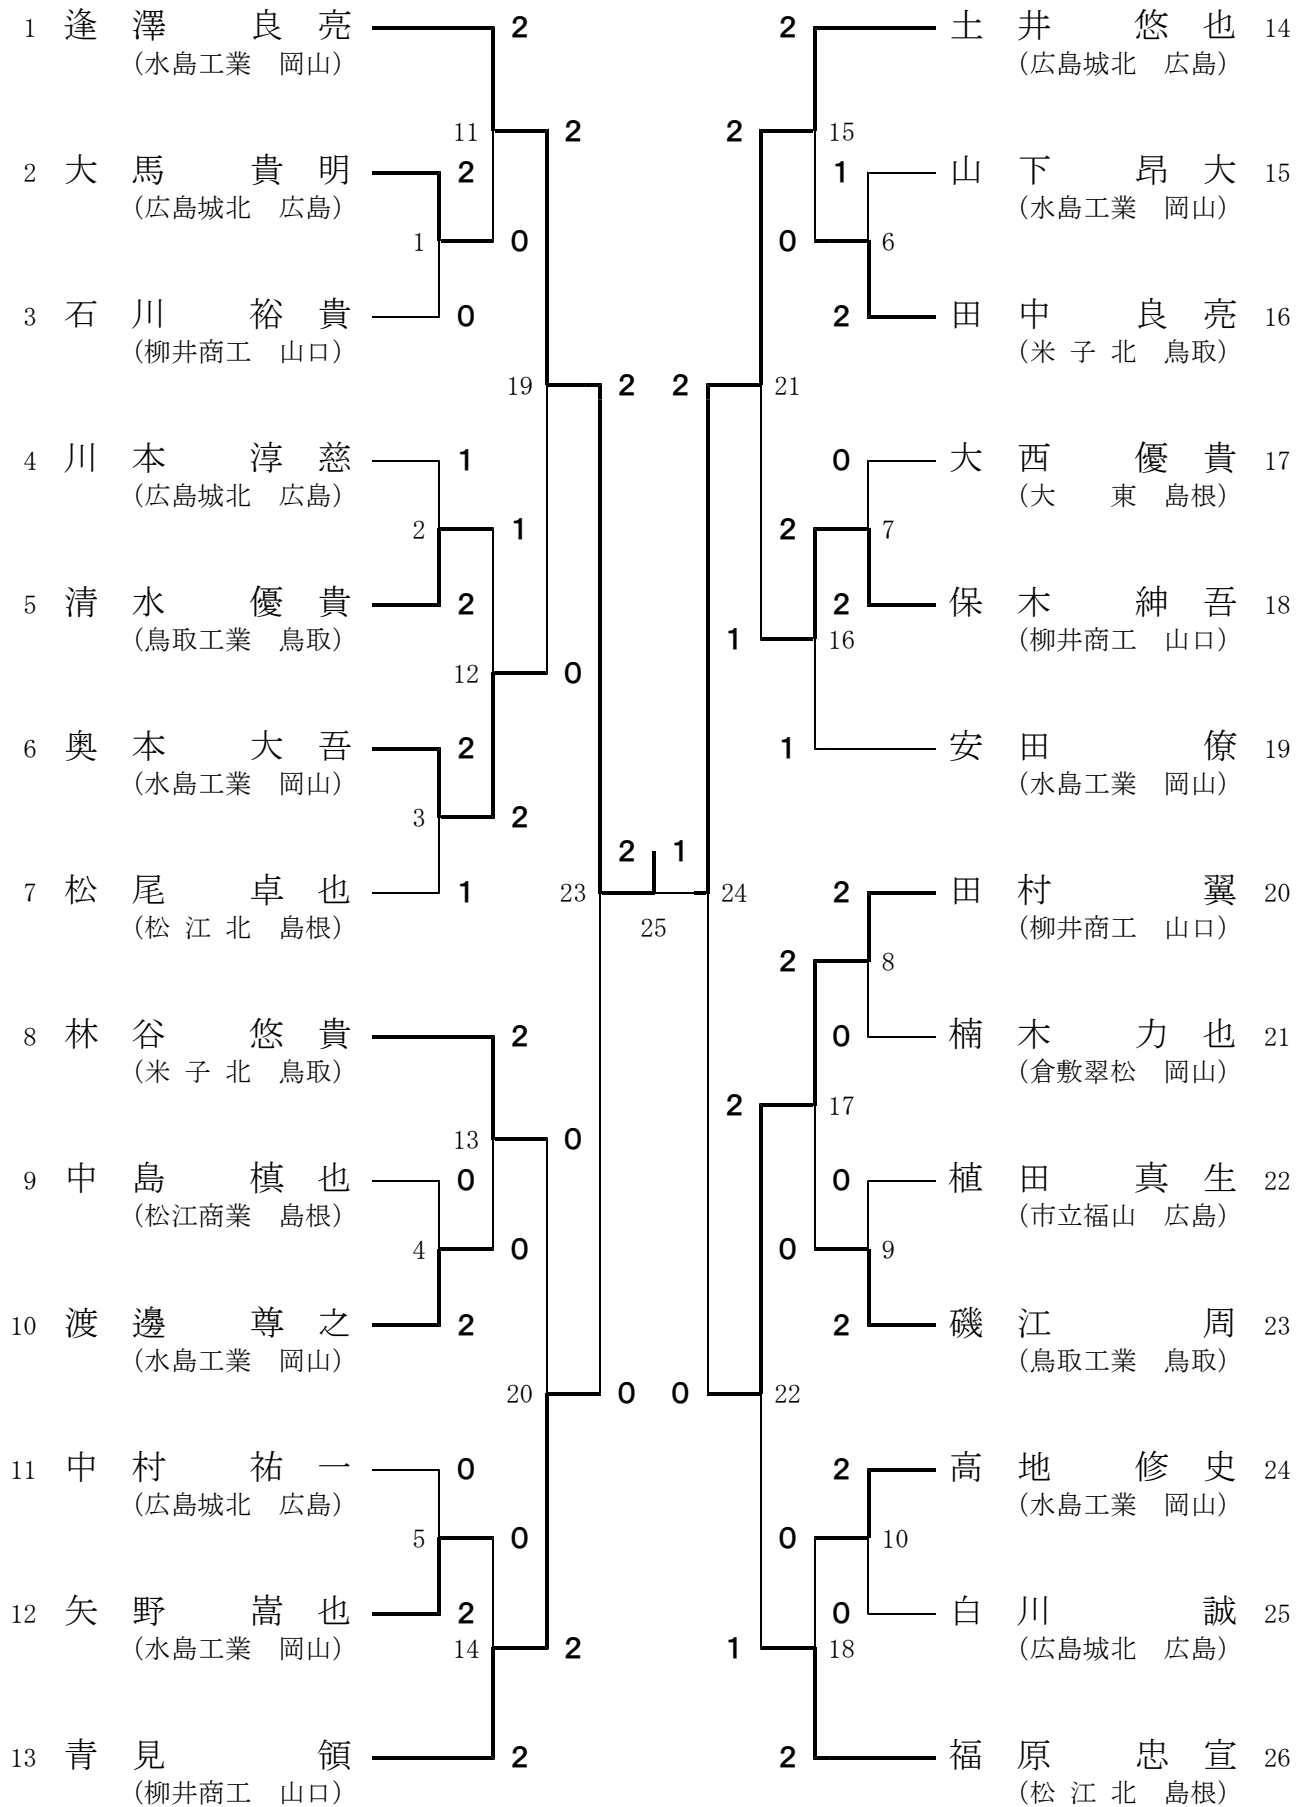 1 逢澤 良亮 2
(水島工業 岡山)
11 2
2 大馬 貴明 2
(広島城北 広島)
1 0
3 石川 裕貴 0
(柳井商工 山口)
19 2
4 川本 淳慈 1
(広島城北 広島)
2 1
5 清水 優貴 2
(鳥取工業 鳥取)
12 0
6 奥本 大吾 2
(水島工業 岡山)
3 2
7 松尾 卓也 1
(松江北 島根)
23 2 1 24
25
8 林谷 悠貴 2
(米子北 鳥取)
13 0
9 中島 槙也 0
(松江商業 島根)
4 0
10 渡邊 尊之 2
(水島工業 岡山)
20 0
11 中村 祐一 0
(広島城北 広島)
5 0
12 矢野 嵩也 2
(水島工業 岡山)
14 2
13 青見 領 2
(柳井商工 山口)
2 土井 悠也 14
(広島城北 広島)
2 15
1 山下 昂大 15
(水島工業 岡山)
0 6
2 田中 良亮 16
(米子北 鳥取)
2 21
0 大西 優貴 17
(大東 島根)
2 7
2 保木 紳吾 18
(柳井商工 山口)
1 16
1 安田 僚 19
(水島工業 岡山)
2 田村 翼 20
(柳井商工 山口)
2 8
0 楠木 力也 21
(倉敷翠松 岡山)
2 17
0 植田 真生 22
(市立福山 広島)
0 9
2 磯江 周 23
(鳥取工業 鳥取)
0 22
2 高地 修史 24
(水島工業 岡山)
0 10
0 白川 誠 25
(広島城北 広島)
1 18
2 福原 忠宣 26
(松江北 島根)